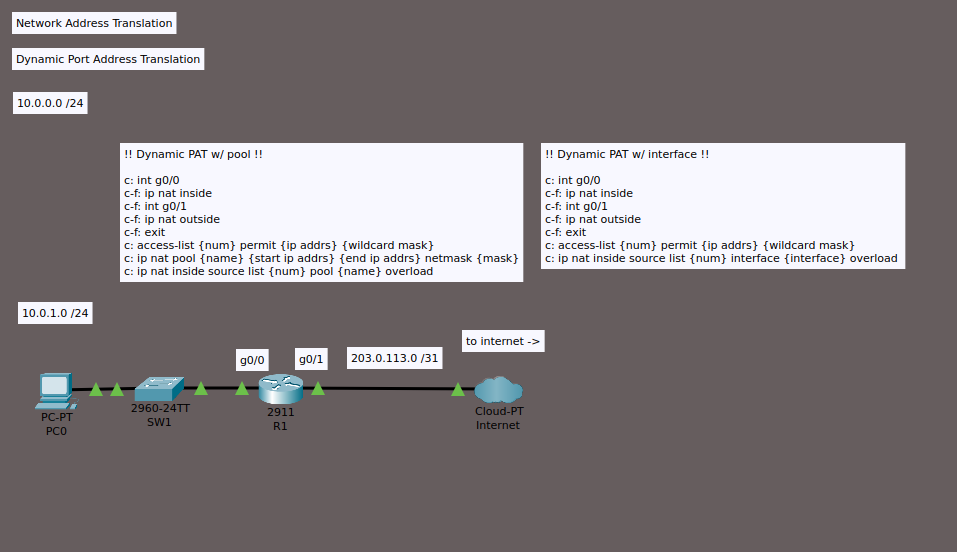 Network Address Translation
Dynamic Port Address Translation
10.0.0.0 /24
!! Dynamic PAT w/ pool !!
c: int g0/0
c-f: ip nat inside
c-f: int g0/1
c-f: ip nat outside
c-f: exit
c: access-list {num} permit {ip addrs} {wildcard mask}
c: ip nat pool {name} {start ip addrs} {end ip addrs} netmask {mask}
c: ip nat inside source list {num} pool {name} overload
!! Dynamic PAT w/ interface !!
c: int g0/0
c-f: ip nat inside
c-f: int g0/1
c-f: ip nat outside
c-f: exit
c: access-list {num} permit {ip addrs} {wildcard mask}
c: ip nat inside source list {num} interface {interface} overload
10.0.1.0 /24
to internet ->
g0/0
g0/1
203.0.113.0 /31
PC-PT
PC0
2960-24TT
SW1
2911
R1
Cloud-PT
Internet